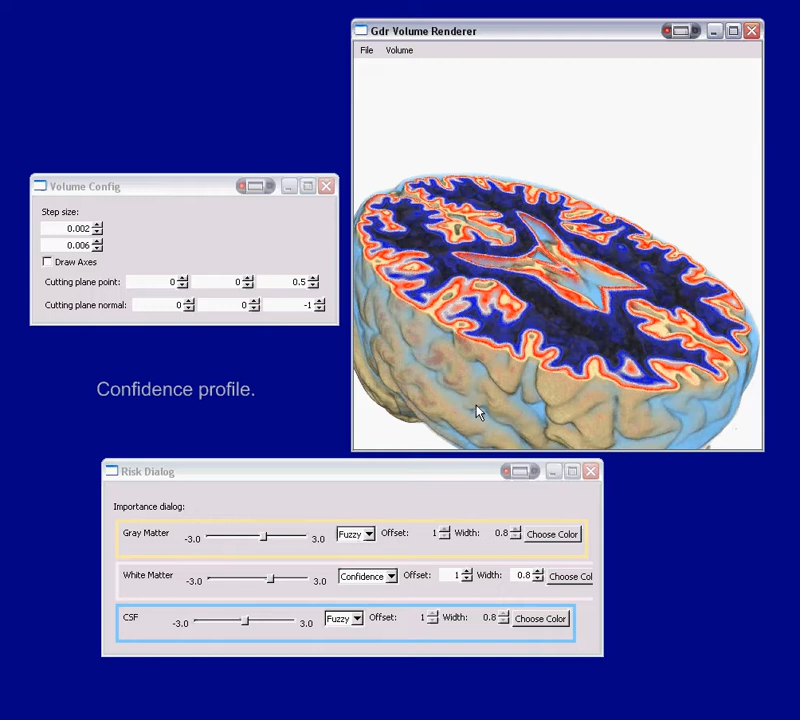 Gdr Volume Renderer
File Volume
Volume Config
Step size:
0.002
0.006
Draw Axes
Cutting plane point: 0 0 0.5
Cutting plane normal: 0 0 -1
Confidence profile.
Risk Dialog
Importance dialog:
Gray Matter -3.0 3.0 Fuzzy Offset: 1 Width: 0.8 Choose Color
White Matter -3.0 3.0 Confidence Offset: 1 Width: 0.8 Choose Col
CSF -3.0 3.0 Fuzzy Offset: 1 Width: 0.8 Choose Color